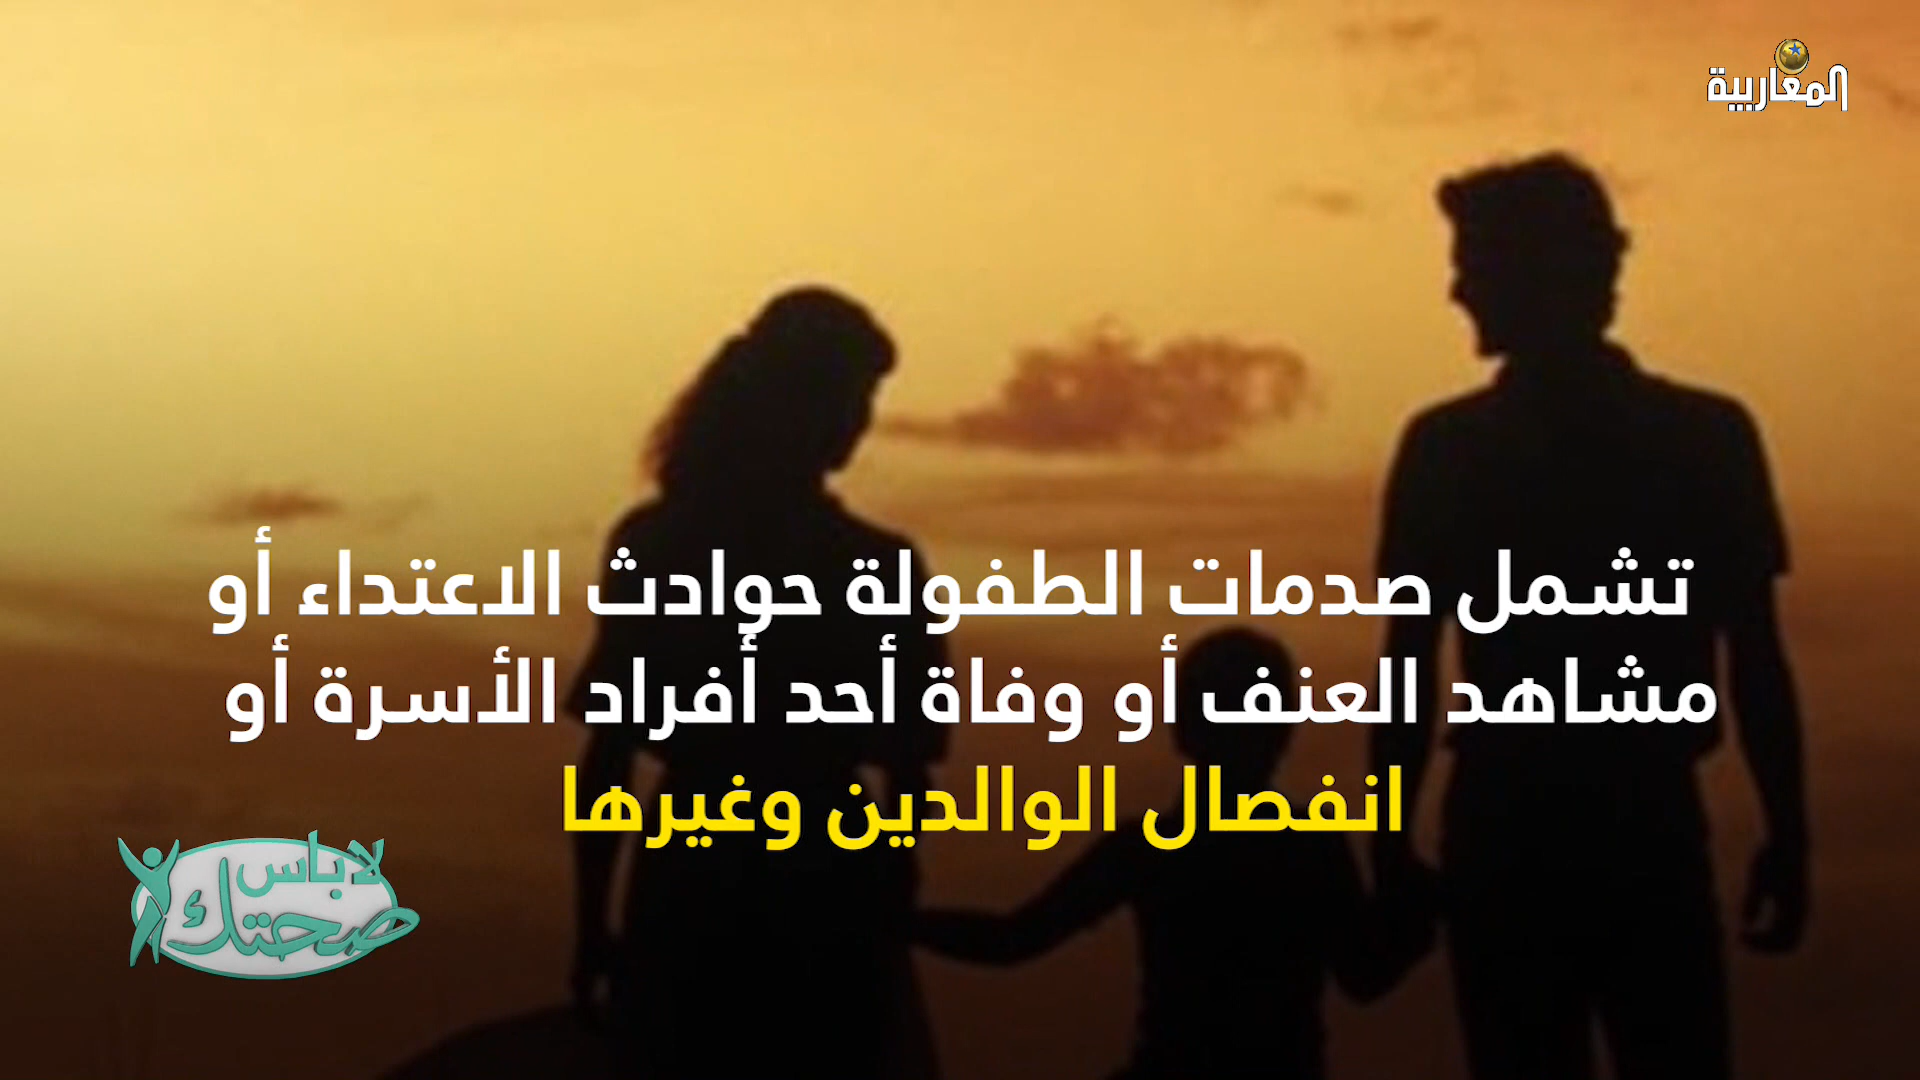 المغاربية
تشمل صدمات الطفولة حوادث الاعتداء أو
مشاهد العنف أو وفاة أحد أفراد الأسرة أو
انفصال الوالدين وغيرها
لاباس
صحتك